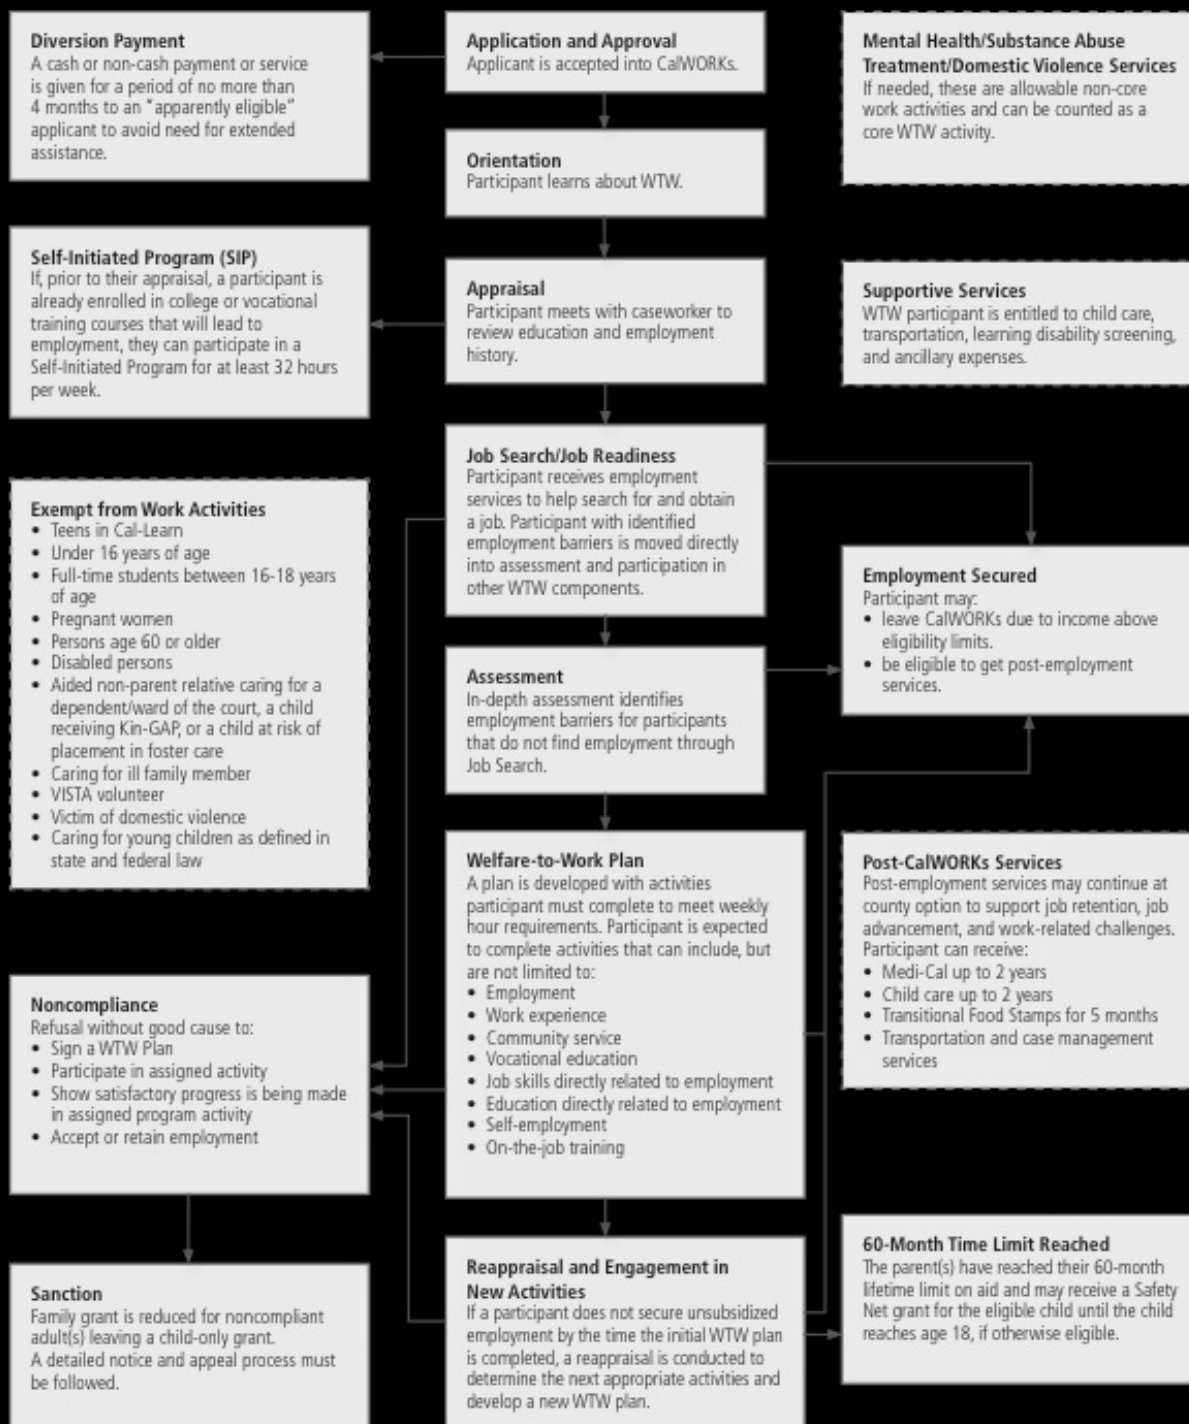 Diversion Payment
A cash or non-cash payment or service
is given for a period of no more than
4 months to an "apparently eligible"
applicant to avoid need for extended
assistance.
Application and Approval
Applicant is accepted into CalWORKs.
Mental Health/Substance Abuse
Treatment/Domestic Violence Services
If needed, these are allowable non-core
work activities and can be counted as a
core WTW activity.
Orientation
Participant learns about WTW.
Self-Initiated Program (SIP)
If, prior to their appraisal, a participant is
already enrolled in college or vocational
training courses that will lead to
employment, they can participate in a
Self-Initiated Program for at least 32 hours
per week.
Appraisal
Participant meets with caseworker to
review education and employment
history.
Supportive Services
WTW participant is entitled to child care,
transportation, learning disability screening,
and ancillary expenses.
Job Search/Job Readiness
Participant receives employment
services to help search for and obtain
a job. Participant with identified
employment barriers is moved directly
into assessment and participation in
other WTW components.
Exempt from Work Activities
• Teens in Cal-Learn
• Under 16 years of age
• Full-time students between 16-18 years
of age
• Pregnant women
• Persons age 60 or older
• Disabled persons
• Aided non-parent relative caring for a
dependent/ward of the court, a child
receiving Kin-GAP, or a child at risk of
placement in foster care
• Caring for ill family member
• VISTA volunteer
• Victim of domestic violence
• Caring for young children as defined in
state and federal law
Employment Secured
Participant may:
• leave CalWORKs due to income above
eligibility limits.
• be eligible to get post-employment
services.
Assessment
In-depth assessment identifies
employment barriers for participants
that do not find employment through
Job Search.
Welfare-to-Work Plan
A plan is developed with activities
participant must complete to meet weekly
hour requirements. Participant is expected
to complete activities that can include, but
are not limited to:
• Employment
• Work experience
• Community service
• Vocational education
• Job skills directly related to employment
• Education directly related to employment
• Self-employment
• On-the-job training
Post-CalWORKs Services
Post-employment services may continue at
county option to support job retention, job
advancement, and work-related challenges.
Participant can receive:
• Medi-Cal up to 2 years
• Child care up to 2 years
• Transitional Food Stamps for 5 months
• Transportation and case management
services
Noncompliance
Refusal without good cause to:
• Sign a WTW Plan
• Participate in assigned activity
• Show satisfactory progress is being made
in assigned program activity
• Accept or retain employment
Sanction
Family grant is reduced for noncompliant
adult(s) leaving a child-only grant.
A detailed notice and appeal process must
be followed.
Reappraisal and Engagement in
New Activities
If a participant does not secure unsubsidized
employment by the time the initial WTW plan
is completed, a reappraisal is conducted to
determine the next appropriate activities and
develop a new WTW plan.
60-Month Time Limit Reached
The parent(s) have reached their 60-month
lifetime limit on aid and may receive a Safety
Net grant for the eligible child until the child
reaches age 18, if otherwise eligible.